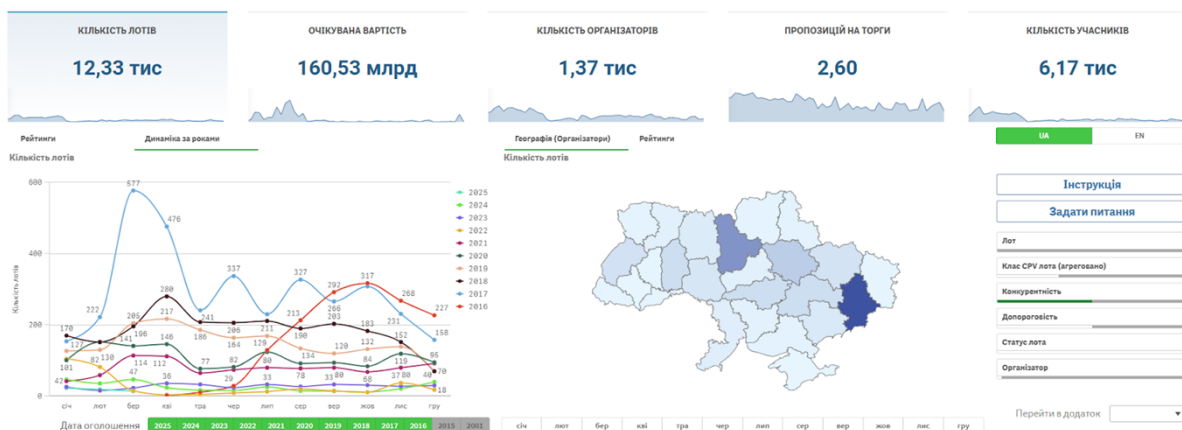 КІЛЬКІСТЬ ЛОТІВ
12,33 тис
ОЧІКУВАНА ВАРТІСТЬ
160,53 млрд
КІЛЬКІСТЬ ОРГАНІЗАТОРІВ
1,37 тис
ПРОПОЗИЦІЙ НА ТОРГИ
2,60
КІЛЬКІСТЬ УЧАСНИКІВ
6,17 тис
Рейтинги Динаміка за роками
Кількість лотів
Кількість лотів
600
400
200
0
577
476
222
170
127
101
42
82
130
205
196
141
114
47
280
217
146
112
36
241
186
77
337
206
164
82
29
211
129
80
33
327
213
190
134
78
292
266
203
120
33 80
317
183
132
84
68
268
231
152
119
37 80
227
158
95
70
40
18
січ лют бер кві тра чер лип сер вер жов лис гру
2025
2024
2023
2022
2021
2020
2019
2018
2017
2016
Дата оголошення 2025 2024 2023 2022 2021 2020 2019 2018 2017 2016 2015 2001
Географія (Організатори) Рейтинги
Кількість лотів
січ лют бер кві тра чер лип сер вер жов лис гру
UA EN
Інструкція
Задати питання
Лот
Клас CPV лота (агреговано)
Конкурентність
Допороговість
Статус лота
Організатор
Перейти в додаток